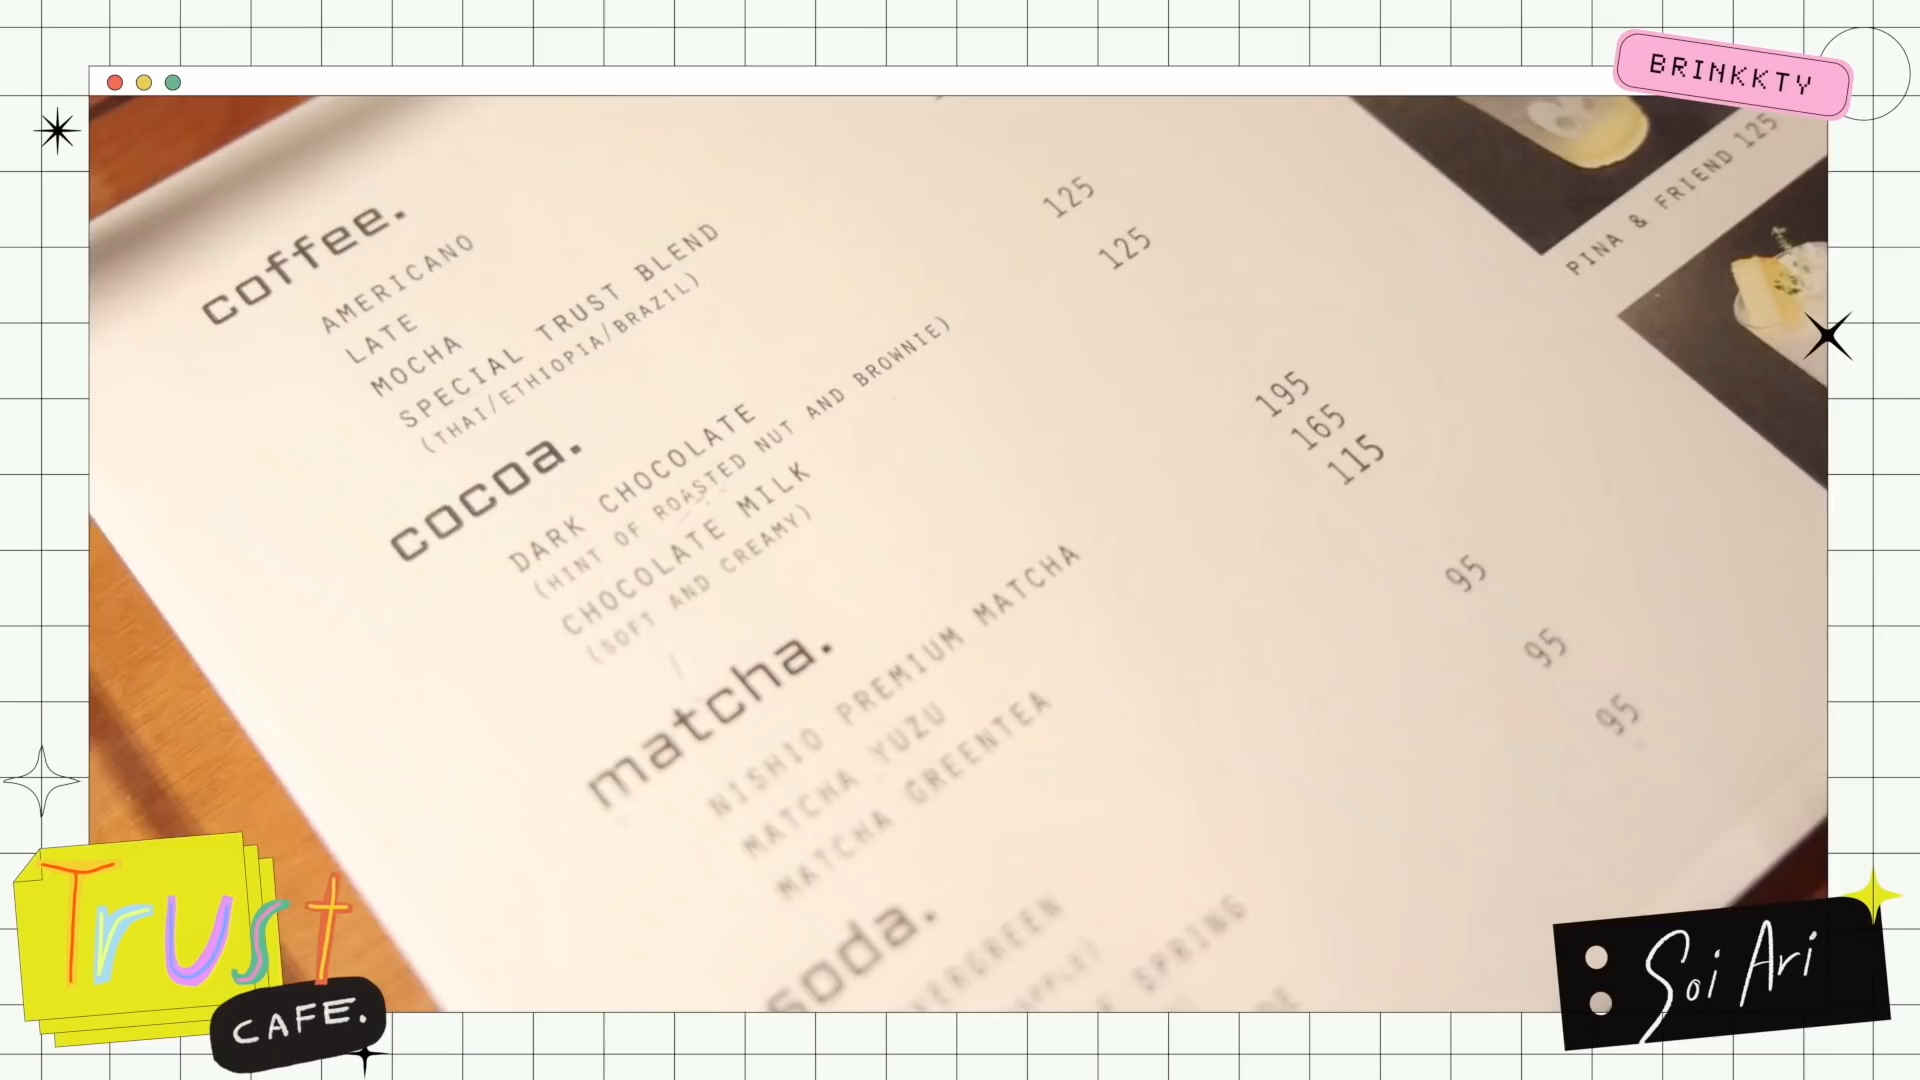 BRINKKTY
coffee.
AMERICANO
LATE
MOCHA
SPECIAL TRUST BLEND
(THAI/ETHIOPIA/BRAZIL)
cocoa.
DARK CHOCOLATE 125
(HINT OF ROASTED NUT AND BROWNIE)
CHOCOLATE MILK 125
(SOFT AND CREAMY)
matcha.
NISHIO PREMIUM MATCHA 195
MATCHA YUZU 165
MATCHA GREENTEA 115
soda.
95
95
95
SPRING
PINA & FRIEND 125
Trust
CAFE.
Soi Ari